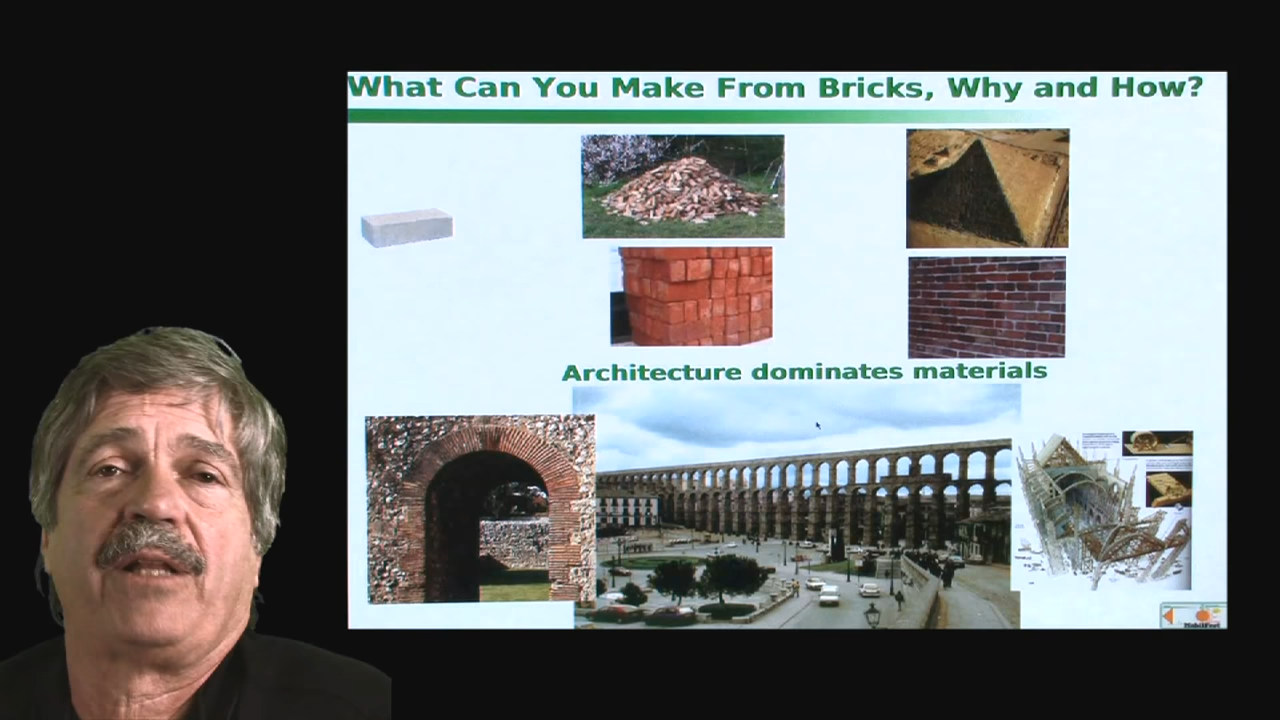 What Can You Make From Bricks, Why and How?
Architecture dominates materials